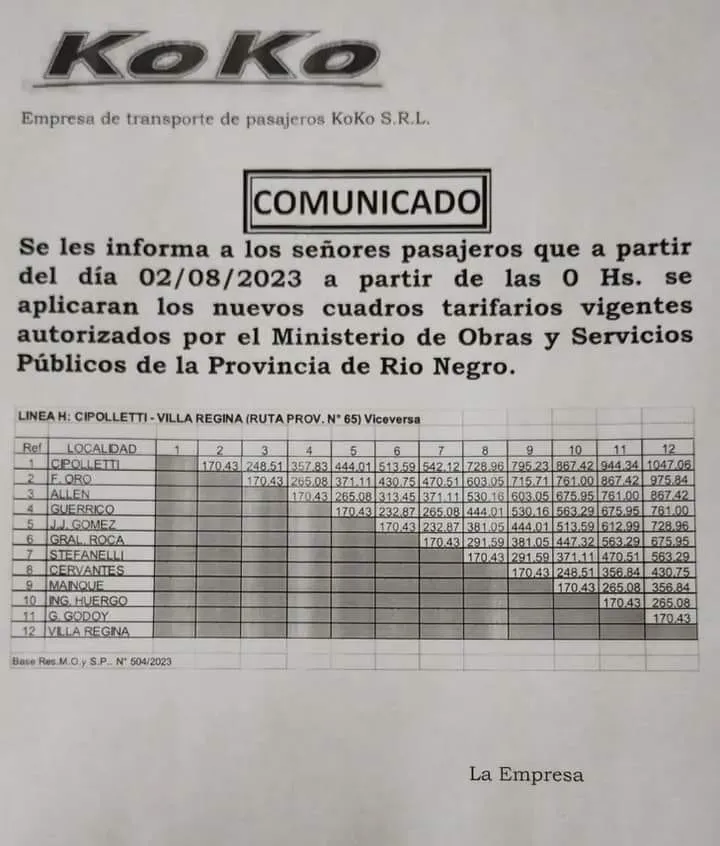 KoKo
Empresa de transporte de pasajeros KoKo S.R.L.
COMUNICADO
Se les informa a los señores pasajeros que a partir
del día 02/08/2023 a partir de las 0 Hs. se
aplicaran los nuevos cuadros tarifarios vigentes
autorizados por el Ministerio de Obras y Servicios
Públicos de la Provincia de Rio Negro.
LINEA H: CIPOLLETTI - VILLA REGINA (RUTA PROV. N° 65) Viceversa
Ref LOCALIDAD 1 2 3 4 5 6 7 8 9 10 11 12
1 CIPOLLETTI 170.43 248.51 357.83 444.01 513.59 542.12 728.96 795.23 867.42 944.34 1047.06
2 F. ORO 170.43 265.08 371.11 430.75 470.51 603.05 715.71 761.00 867.42 975.84
3 ALLEN 170.43 265.08 313.45 371.11 530.16 603.05 675.95 761.00 867.42
4 GUERRICO 170.43 232.87 265.08 444.01 530.16 563.29 675.95 761.00
5 J.J. GOMEZ 170.43 232.87 381.05 444.01 513.59 612.99 728.96
6 GRAL. ROCA 170.43 291.59 381.05 447.32 563.29 675.95
7 STEFANELLI 170.43 291.59 371.11 470.51 563.29
8 CERVANTES 170.43 248.51 356.84 430.75
9 MAINQUE 170.43 265.08 356.84
10 ING. HUERGO 170.43 265.08
11 G. GODOY 170.43
12 VILLA REGINA
Base Res.M.O.y S.P.. N° 504/2023
La Empresa